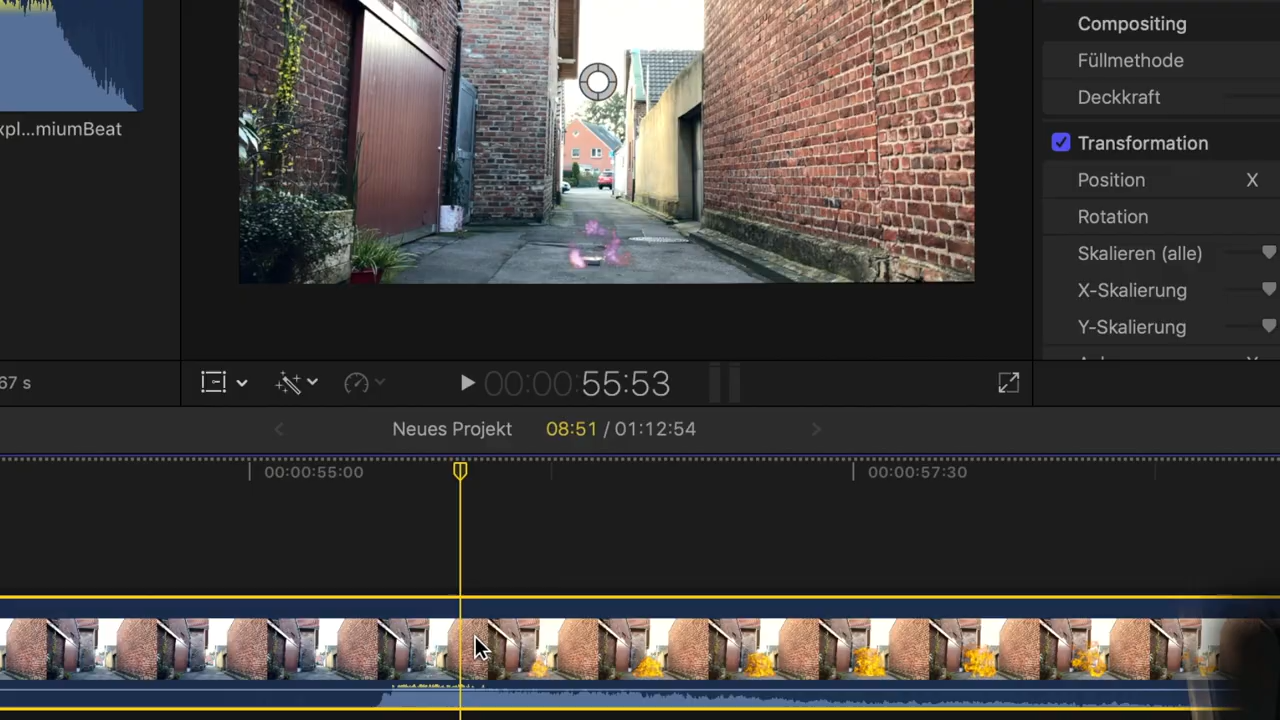 xpl...miumBeat
Compositing
Füllmethode
Deckkraft
Transformation
Position X
Rotation
Skalieren (alle)
X-Skalierung
Y-Skalierung
67 s
00:00:55:53
Neues Projekt 08:51 / 01:12:54
00:00:55:00
00:00:57:30